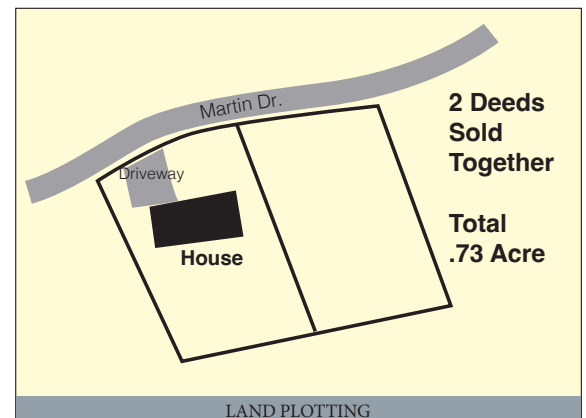 Martin Dr.
2 Deeds
Sold
Together
Driveway
Total
.73 Acre
House
LAND PLOTTING